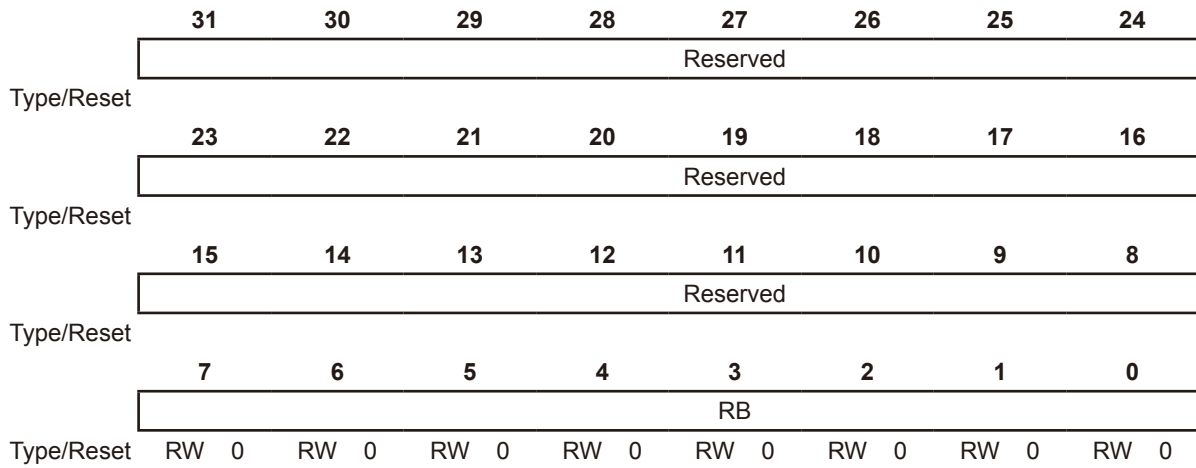 31 30 29 28 27 26 25 24
Reserved
Type/Reset
23 22 21 20 19 18 17 16
Reserved
Type/Reset
15 14 13 12 11 10 9 8
Reserved
Type/Reset
7 6 5 4 3 2 1 0
RB
Type/Reset RW 0 RW 0 RW 0 RW 0 RW 0 RW 0 RW 0 RW 0